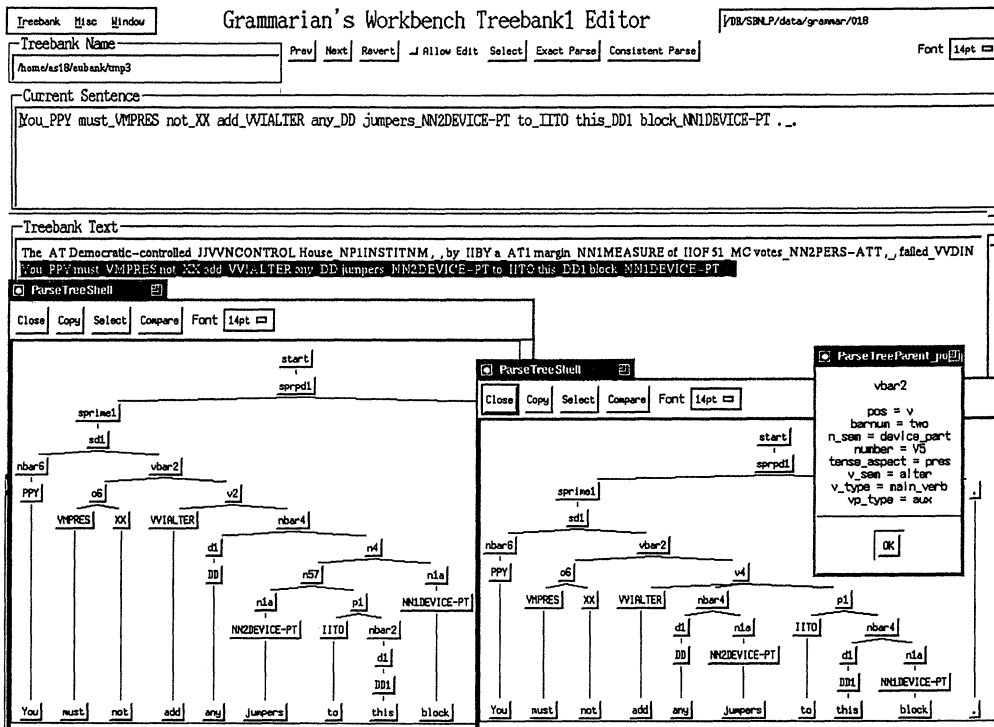 Treebank Misc Window
Grammarian's Workbench Treebank1 Editor
/DB/SBNLP/data/grammar/018
Treebank Name
/home/as18/eubank/tmp3
Prev Next Revert Allow Edit Select Exact Parse Consistent Parse
Font 14pt
Current Sentence
You_PPY must_VMPRES not_XX add_VVIALTER any_DD jumpers_NN2DEVICE-PT to_IITO this_DD1 block_NN1DEVICE-PT ._.
Treebank Text
The AT Democratic-controlled JJVVNCONTROL House NP1INSTITNM , , by IIBY a AT1 margin NN1MEASURE of IIOF 51 MC votes_NN2PERS-ATT ,_, failed_VVDIN
You PPY must VMPRES not XX add VVIALTER any DD jumpers NN2DEVICE-PT to IITO this DD1 block NN1DEVICE-PT
ParseTreeShell
Close Copy Select Compare Font 14pt
start
sprpd1
sprime1
sd1
nbar6 vbar2
PPY o6 v2
VMPRES XX VVIALTER nbar4
d1 n4
DD n57 n1a
n1a p1 NN1DEVICE-PT
NN2DEVICE-PT IITO nbar2
d1
DD1
You must not add any jumpers to this block
ParseTreeShell
Close Copy Select Compare Font 14pt
start
sprpd1
sprime1
sd1
nbar6 vbar2
PPY o6 v4
VMPRES XX VVIALTER nbar4 p1
d1 n1a IITO nbar4
DD NN2DEVICE-PT d1 n1a
DD1 NN1DEVICE-PT
.
You must not add any jumpers to this block .
vbar2
pos = v
barnum = two
n_sem = device_part
number = V5
tense_aspect = pres
v_sem = alter
v_type = main_verb
vp_type = aux
OK